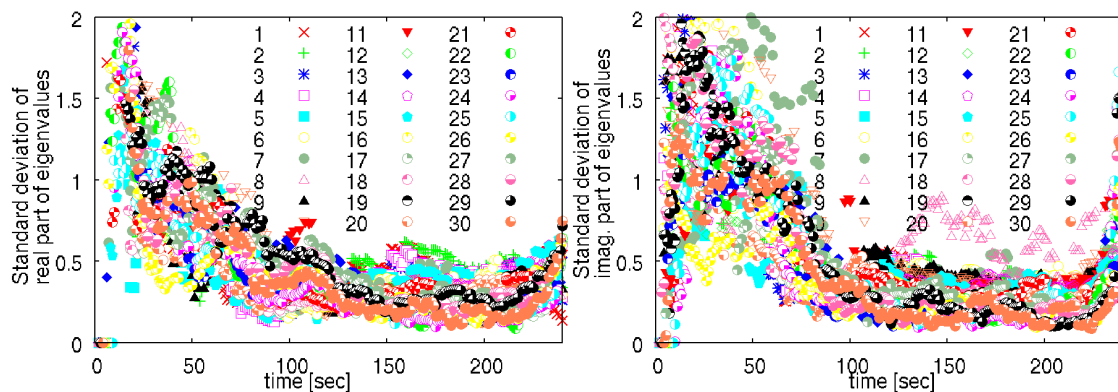 2
1.5
1
0.5
0
0
50
100
150
200
Standard deviation of
real part of eigenvalues
time [sec]
1 11 21
2 12 22
3 13 23
4 14 24
5 15 25
6 16 26
7 17 27
8 18 28
9 19 29
10 20 30
2
1.5
1
0.5
0
0
50
100
150
200
Standard deviation of
imag. part of eigenvalues
time [sec]
1 11 21
2 12 22
3 13 23
4 14 24
5 15 25
6 16 26
7 17 27
8 18 28
9 19 29
20 30